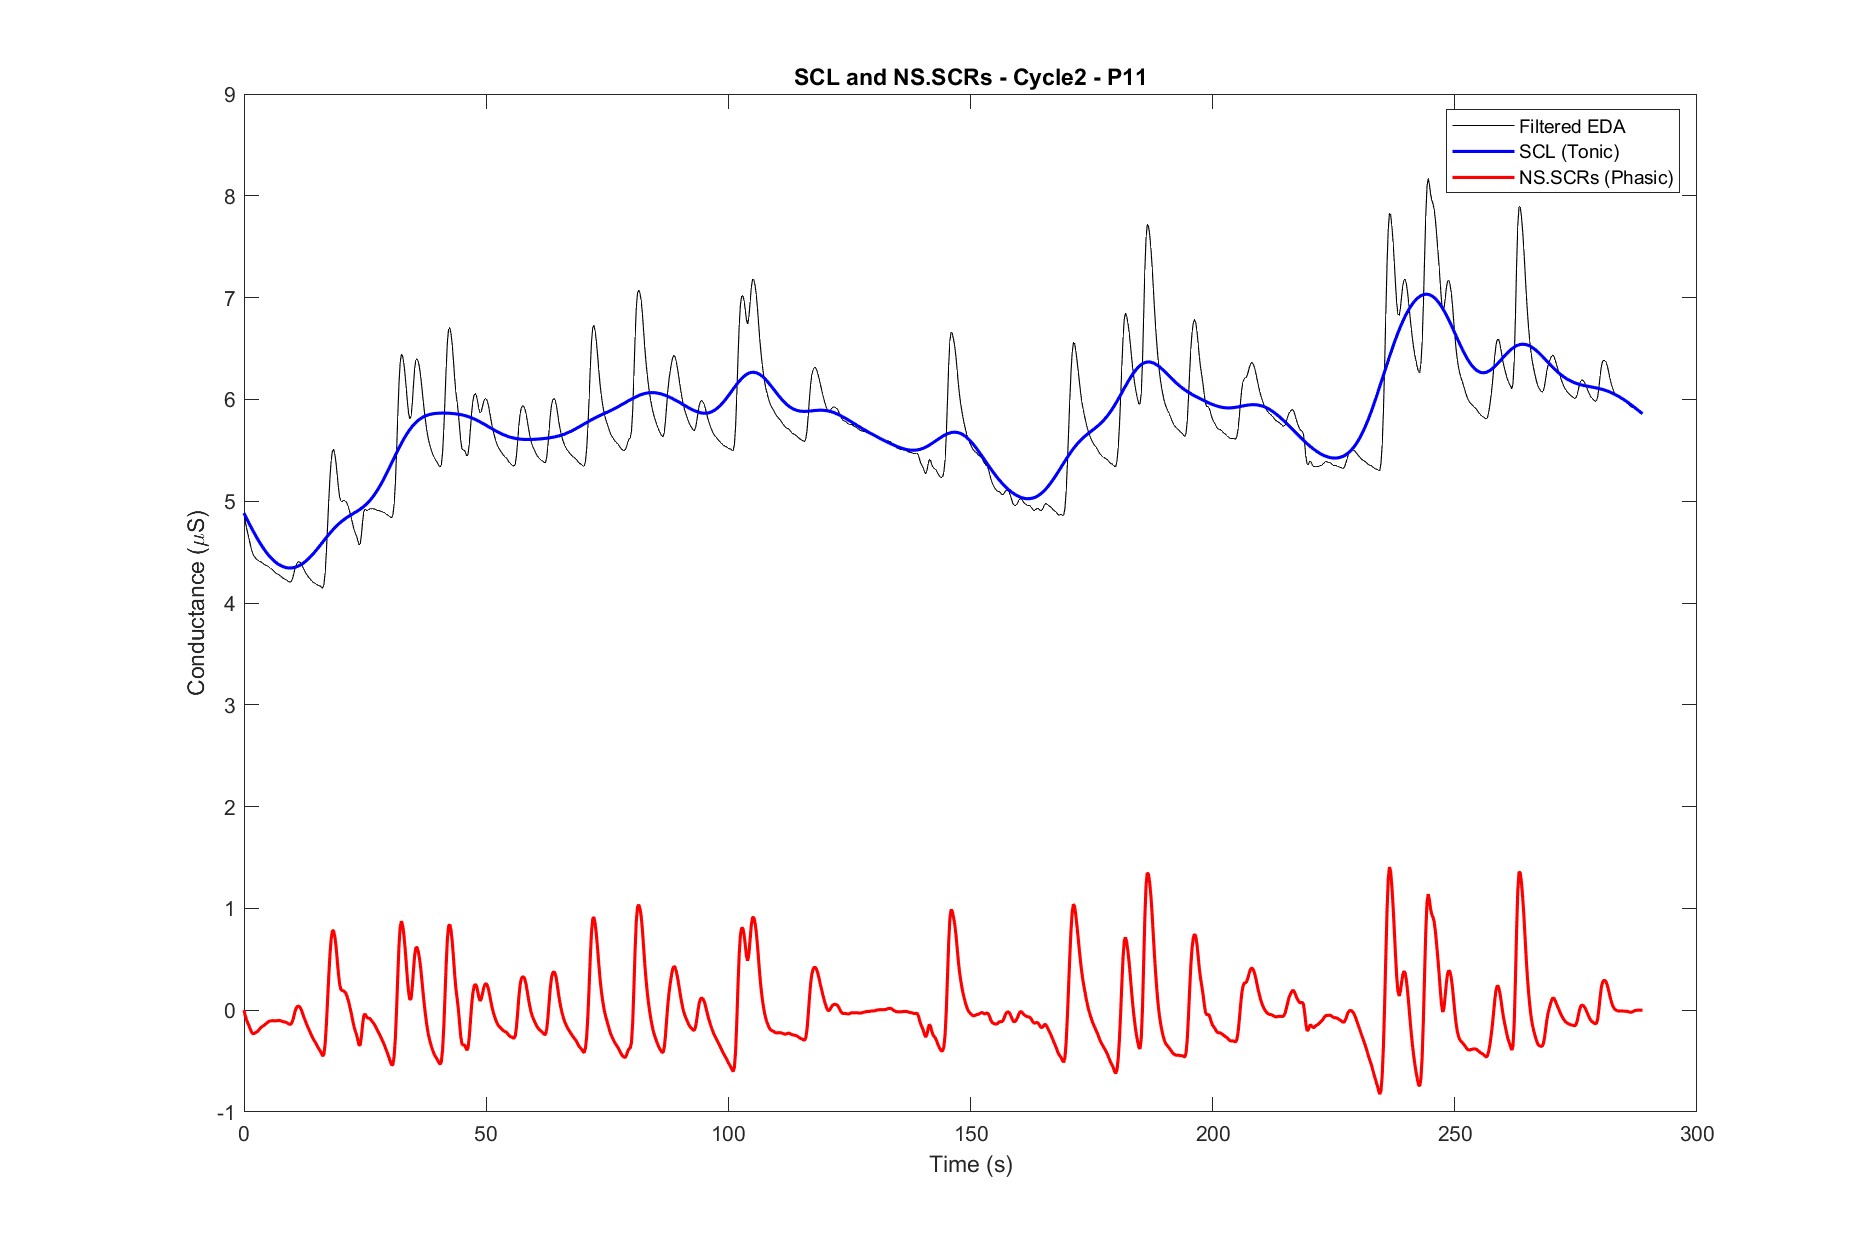 SCL and NS.SCRs - Cycle2 - P11
Filtered EDA
SCL (Tonic)
NS.SCRs (Phasic)
Conductance (μS)
9
8
7
6
5
4
3
2
1
0
-1
0 50 100 150 200 250 300
Time (s)